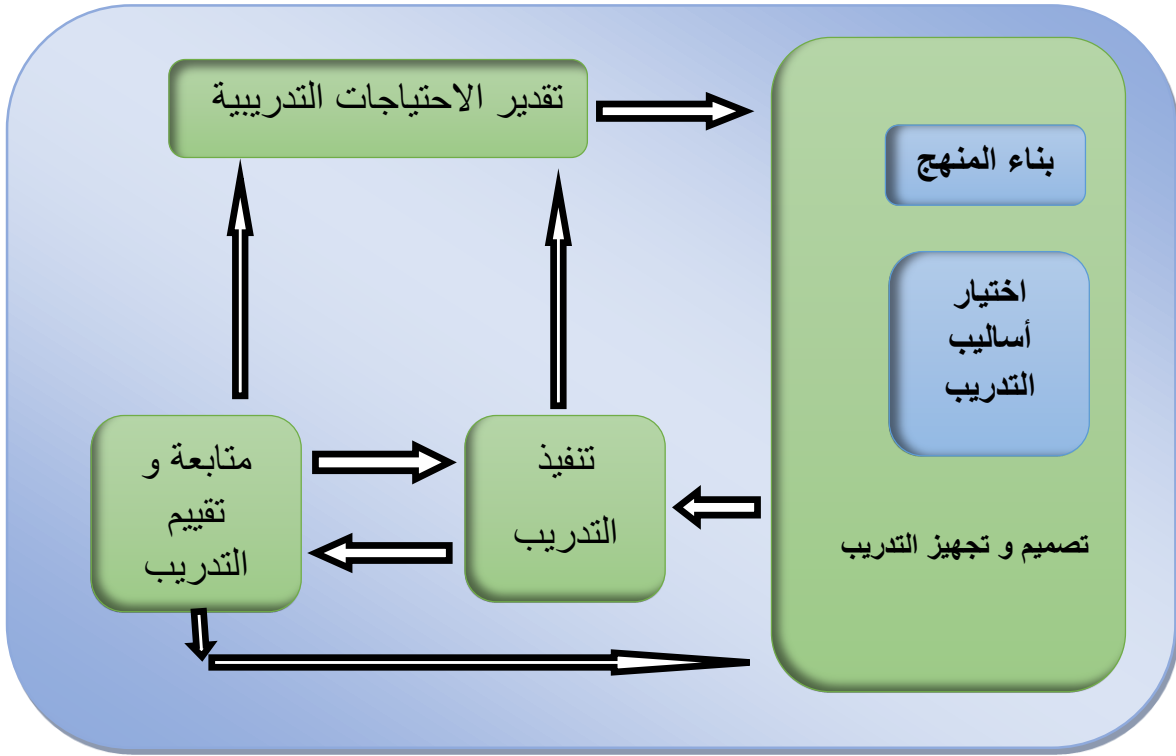 تقدير الاحتياجات التدريبية
بناء المنهج
اختيار
أساليب
التدريب
تصميم و تجهيز التدريب
تنفيذ
التدريب
متابعة و
تقييم
التدريب